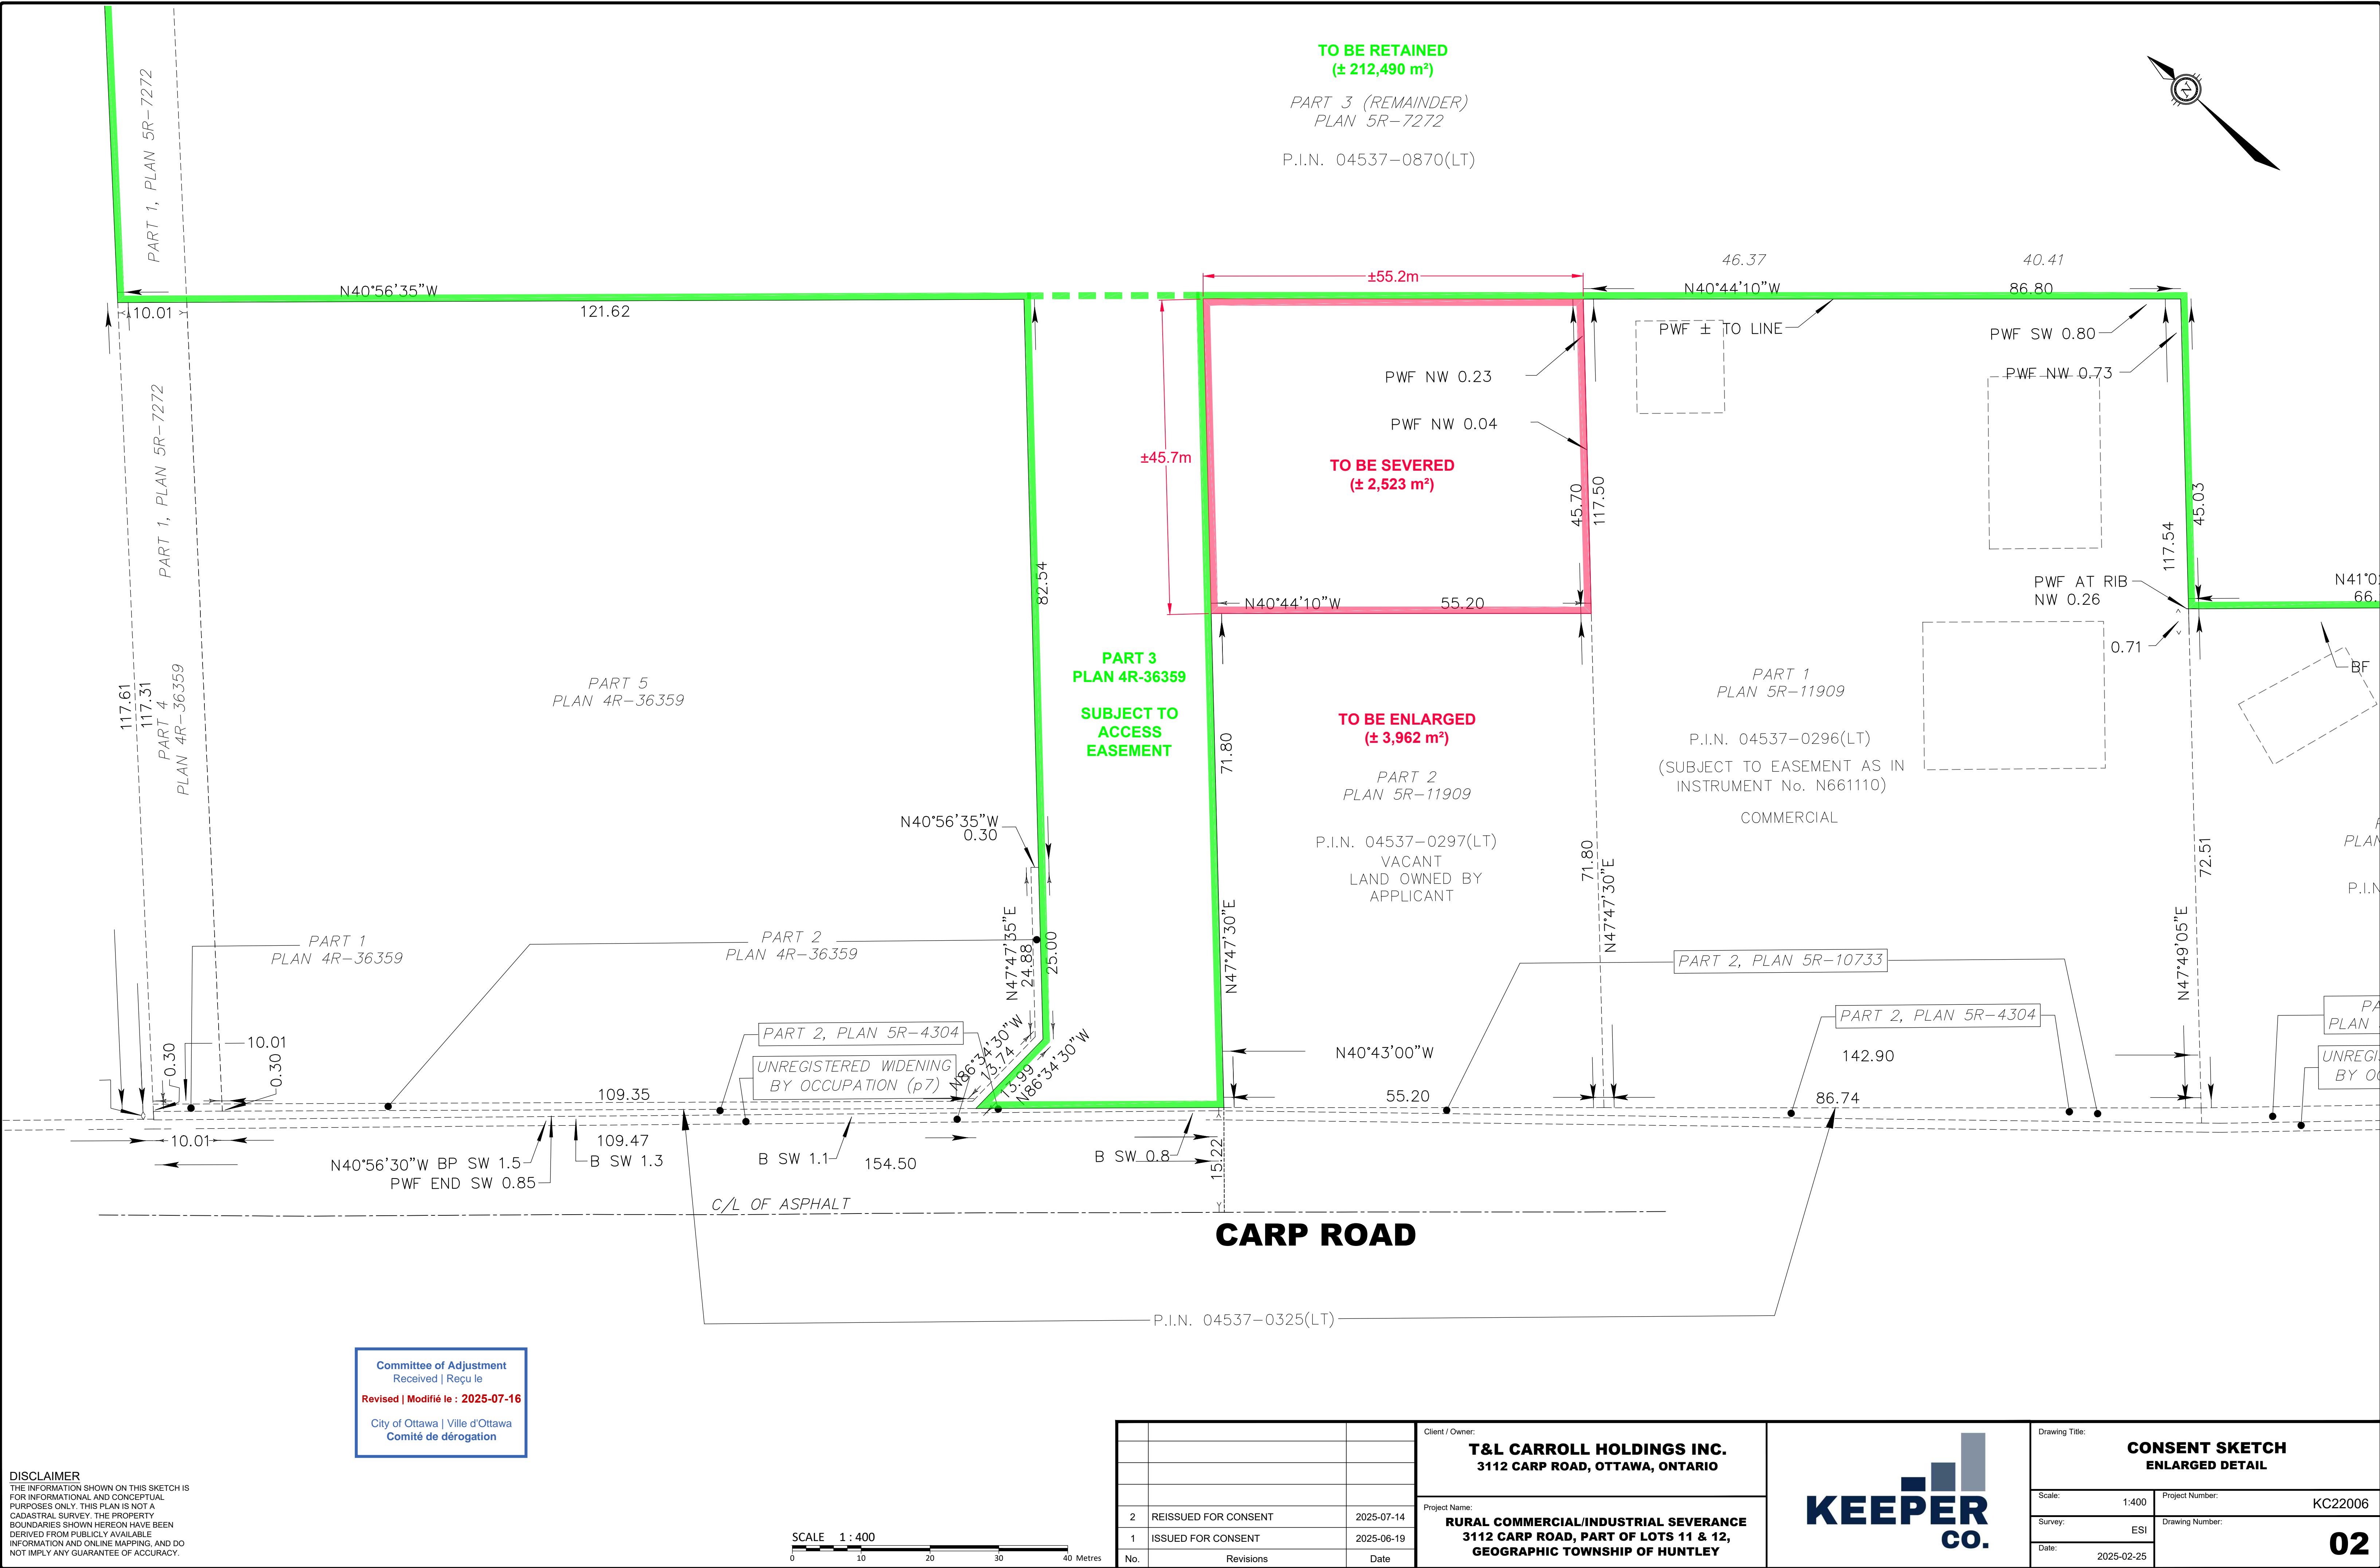 TO BE RETAINED
(± 212,490 m²)
PART 3 (REMAINDER)
PLAN 5R-7272
P.I.N. 04537-0870(LT)
PART 1, PLAN 5R-7272
N40°56'35"W
121.62
10.01
±55.2m
46.37
40.41
N40°44'10"W
86.80
PWF ± TO LINE
PWF SW 0.80
PWF NW 0.73
PWF NW 0.23
PWF NW 0.04
±45.7m
TO BE SEVERED
(± 2,523 m²)
45.70
117.50
117.54
45.03
PART 1, PLAN 5R-7272
82.54
N40°44'10"W
55.20
PWF AT RIB
NW 0.26
N41°0
66.
0.71
BF
PART 3
PLAN 4R-36359
SUBJECT TO
ACCESS
EASEMENT
PART 5
PLAN 4R-36359
117.61
117.31
PART 4
PLAN 4R-36359
71.80
TO BE ENLARGED
(± 3,962 m²)
PART 2
PLAN 5R-11909
P.I.N. 04537-0297(LT)
VACANT
LAND OWNED BY
APPLICANT
PART 1
PLAN 5R-11909
P.I.N. 04537-0296(LT)
(SUBJECT TO EASEMENT AS IN
INSTRUMENT No. N661110)
COMMERCIAL
PLAN
P.I.N
N40°56'35"W
0.30
71.80
N47°47'30"E
72.51
N47°49'05"E
N47°47'35"E
24.88
25.00
N47°47'30"E
PART 1
PLAN 4R-36359
PART 2
PLAN 4R-36359
PART 2, PLAN 5R-10733
PART 2, PLAN 5R-4304
PART 2, PLAN 5R-4304
UNREGISTERED WIDENING
BY OCCUPATION (p7)
N86°34'30"W
13.74
13.99
N86°34'30"W
PA
PLAN
UNREGI
BY OC
0.30
10.01
0.30
N40°43'00"W
142.90
109.35
55.20
86.74
10.01
109.47
N40°56'30"W
BP SW 1.5
PWF END SW 0.85
B SW 1.3
B SW 1.1
154.50
B SW 0.8
15.22
C/L OF ASPHALT
CARP ROAD
P.I.N. 04537-0325(LT)
Committee of Adjustment
Received | Reçu le
Revised | Modifié le : 2025-07-16
City of Ottawa | Ville d'Ottawa
Comité de dérogation
DISCLAIMER
THE INFORMATION SHOWN ON THIS SKETCH IS
FOR INFORMATIONAL AND CONCEPTUAL
PURPOSES ONLY. THIS PLAN IS NOT A
CADASTRAL SURVEY. THE PROPERTY
BOUNDARIES SHOWN HEREON HAVE BEEN
DERIVED FROM PUBLICLY AVAILABLE
INFORMATION AND ONLINE MAPPING, AND DO
NOT IMPLY ANY GUARANTEE OF ACCURACY.
SCALE 1 : 400
0 10 20 30 40 Metres
2 REISSUED FOR CONSENT 2025-07-14
1 ISSUED FOR CONSENT 2025-06-19
No. Revisions Date
Client / Owner:
T&L CARROLL HOLDINGS INC.
3112 CARP ROAD, OTTAWA, ONTARIO
Project Name:
RURAL COMMERCIAL/INDUSTRIAL SEVERANCE
3112 CARP ROAD, PART OF LOTS 11 & 12,
GEOGRAPHIC TOWNSHIP OF HUNTLEY
KEEPER
CO.
Drawing Title:
CONSENT SKETCH
ENLARGED DETAIL
Scale: 1:400
Project Number: KC22006
Survey: ESI
Drawing Number: 02
Date: 2025-02-25
N